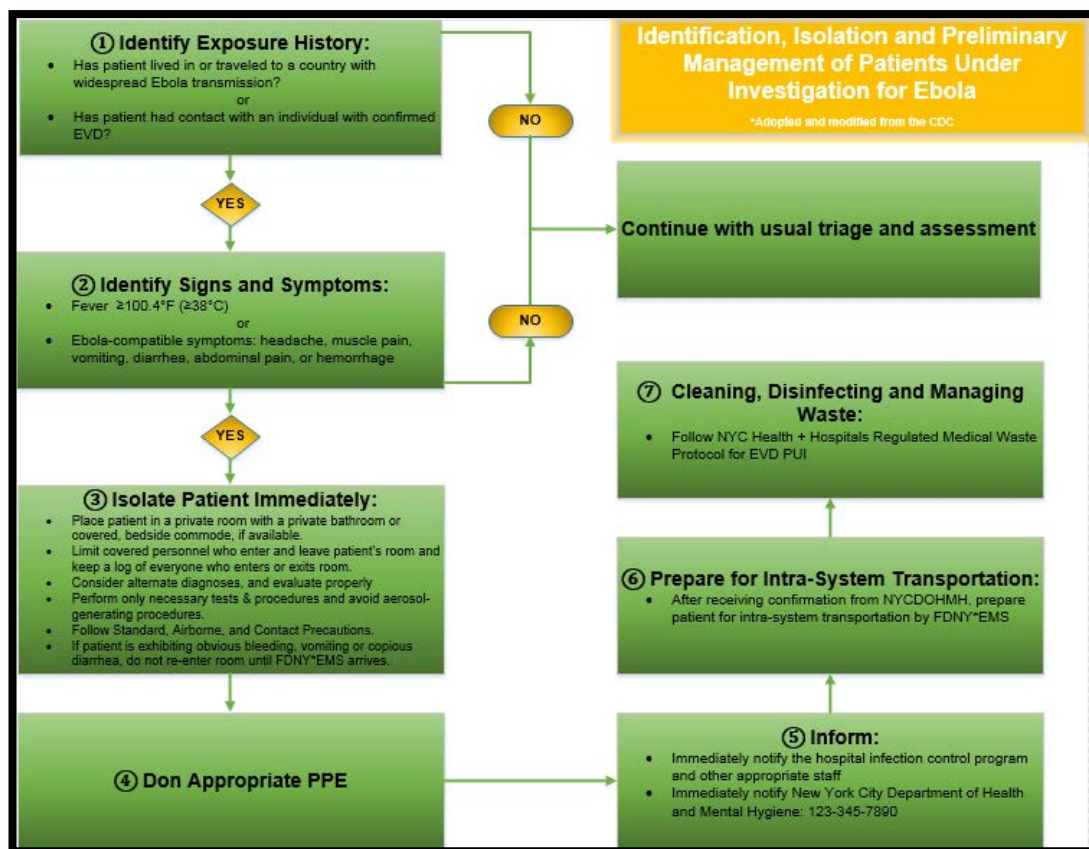 ① Identify Exposure History:
• Has patient lived in or traveled to a country with
widespread Ebola transmission?
or
• Has patient had contact with an individual with confirmed
EVD?
NO
Identification, Isolation and Preliminary
Management of Patients Under
Investigation for Ebola
*Adopted and modified from the CDC
YES
Continue with usual triage and assessment
② Identify Signs and Symptoms:
• Fever ≥100.4°F (≥38°C)
or
• Ebola-compatible symptoms: headache, muscle pain,
vomiting, diarrhea, abdominal pain, or hemorrhage
NO
YES
③ Isolate Patient Immediately:
• Place patient in a private room with a private bathroom or
covered, bedside commode, if available.
• Limit covered personnel who enter and leave patient's room and
keep a log of everyone who enters or exits room.
• Consider alternate diagnoses, and evaluate properly
• Perform only necessary tests & procedures and avoid aerosol-
generating procedures.
• Follow Standard, Airborne, and Contact Precautions.
• If patient is exhibiting obvious bleeding, vomiting or copious
diarrhea, do not re-enter room until FDNY*EMS arrives.
④ Don Appropriate PPE
⑤ Inform:
• Immediately notify the hospital infection control program
and other appropriate staff
• Immediately notify New York City Department of Health
and Mental Hygiene: 123-345-7890
⑥ Prepare for Intra-System Transportation:
• After receiving confirmation from NYCDOHMH, prepare
patient for intra-system transportation by FDNY*EMS
⑦ Cleaning, Disinfecting and Managing
Waste:
• Follow NYC Health + Hospitals Regulated Medical Waste
Protocol for EVD PUI